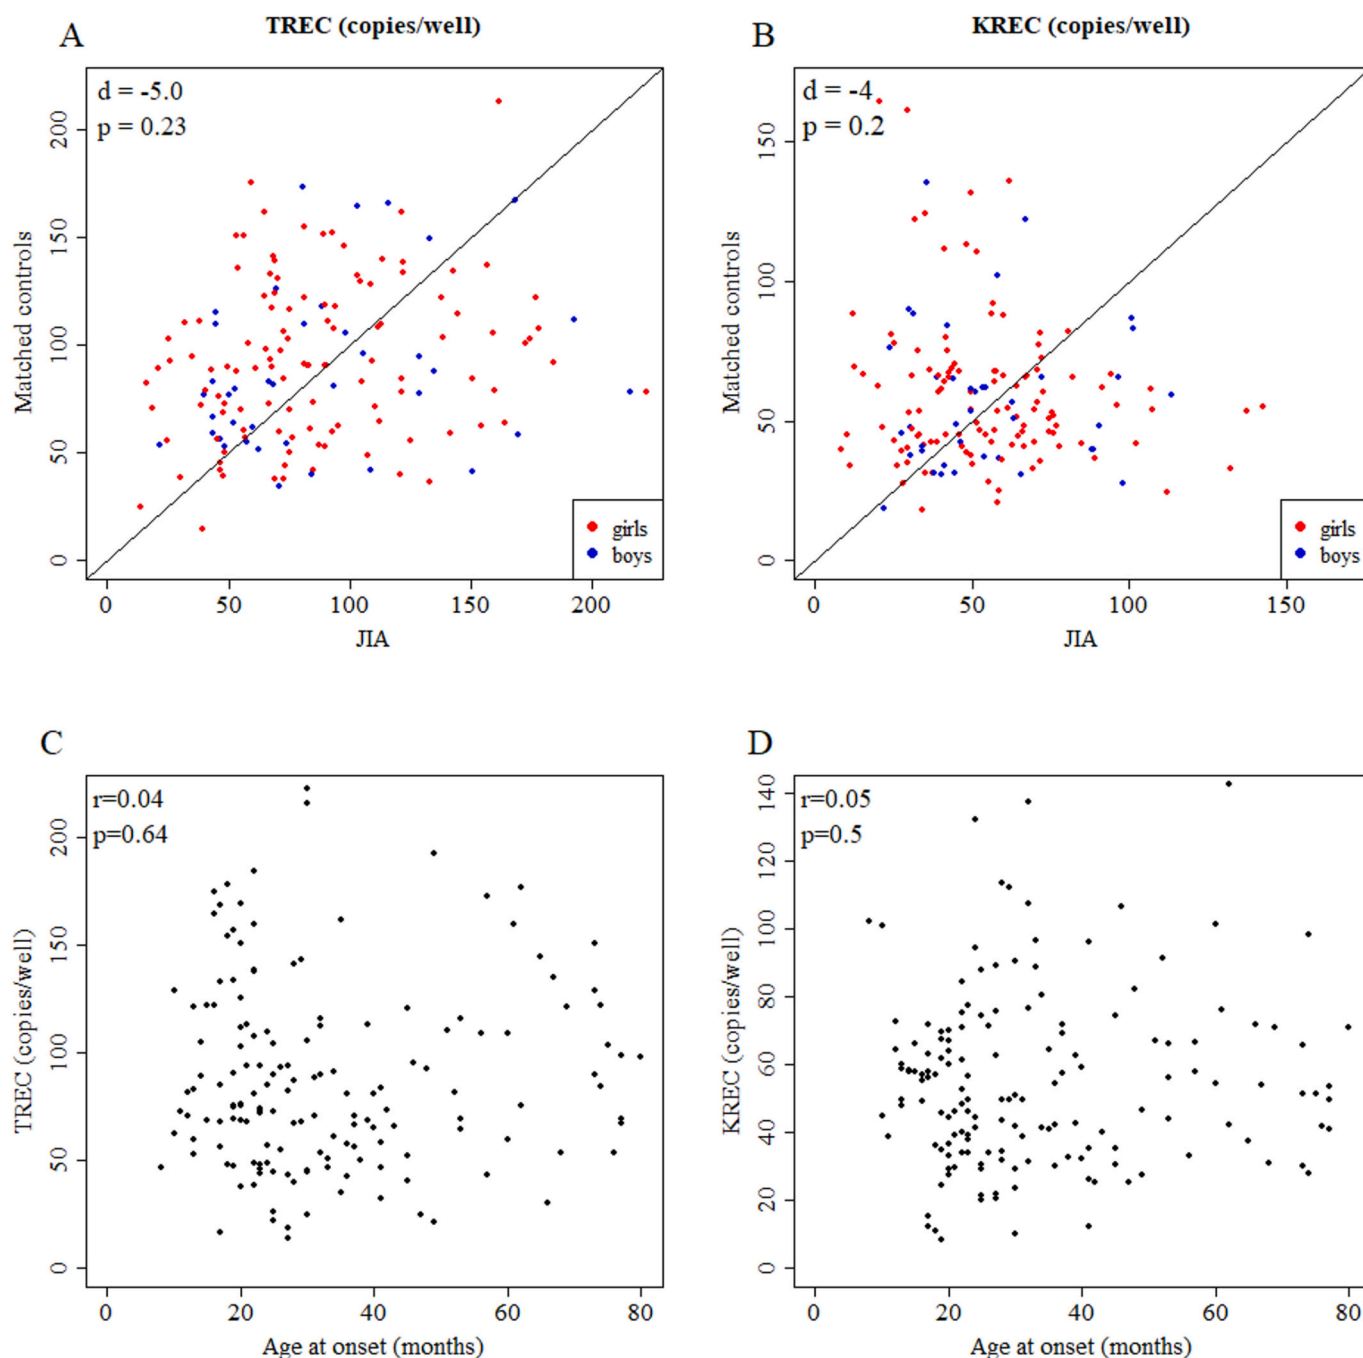 A
TREC (copies/well)
d = -5.0
p = 0.23
Matched controls
200
150
100
50
0
girls
boys
0 50 100 150 200
JIA
B
KREC (copies/well)
d = -4
p = 0.2
Matched controls
150
100
50
0
girls
boys
0 50 100 150
JIA
C
r=0.04
p=0.64
TREC (copies/well)
200
150
100
50
0
0 20 40 60 80
Age at onset (months)
D
r=0.05
p=0.5
KREC (copies/well)
140
120
100
80
60
40
20
0
0 20 40 60 80
Age at onset (months)